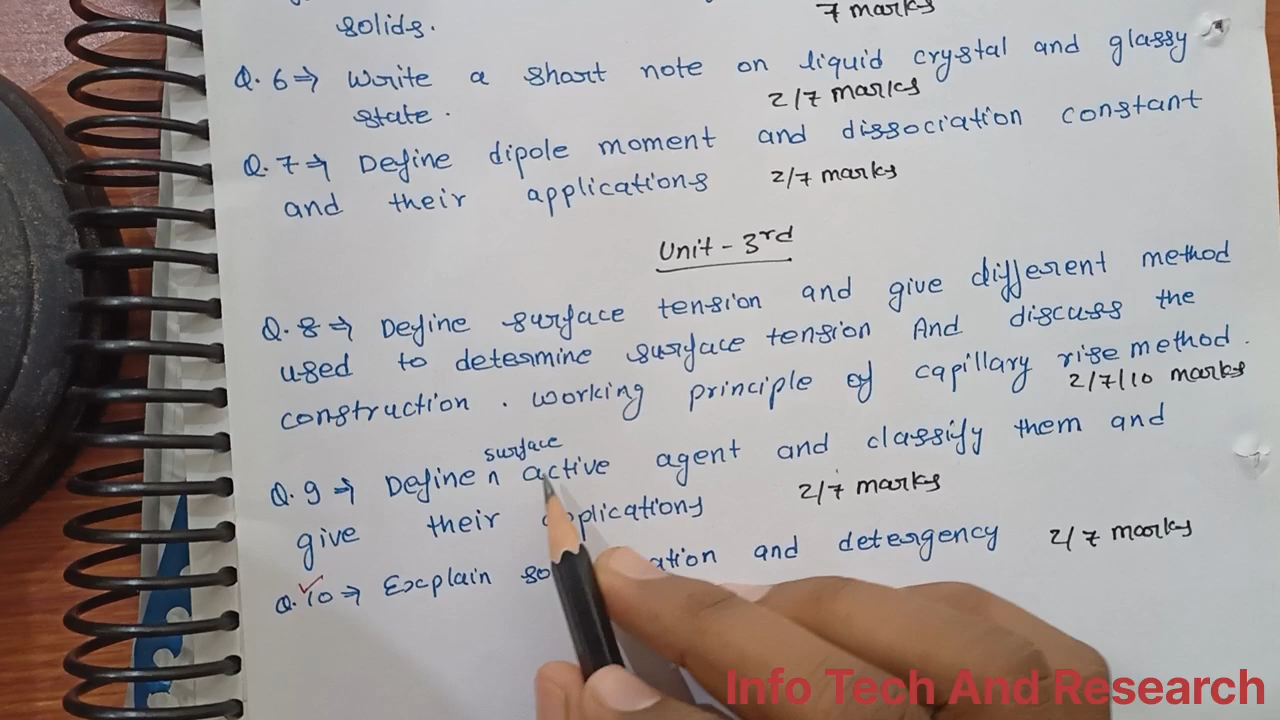 solids.
7 marks
Q. 6 ⇒ Write a short note on liquid crystal and glassy
state.
2/7 marks
Q. 7 ⇒ Define dipole moment and dissociation constant
and their applications
2/7 marks
Unit - 3rd
Q. 8 ⇒ Define surface tension and give different method
used to determine surface tension And discuss the
construction . working principle of capillary rise method.
2/7/10 marks
surface
Q. 9 ⇒ Define active agent and classify them and
give their applications
2/7 marks
Q. 10 ⇒ Explain and detergency 2/7 marks
Info Tech And Research